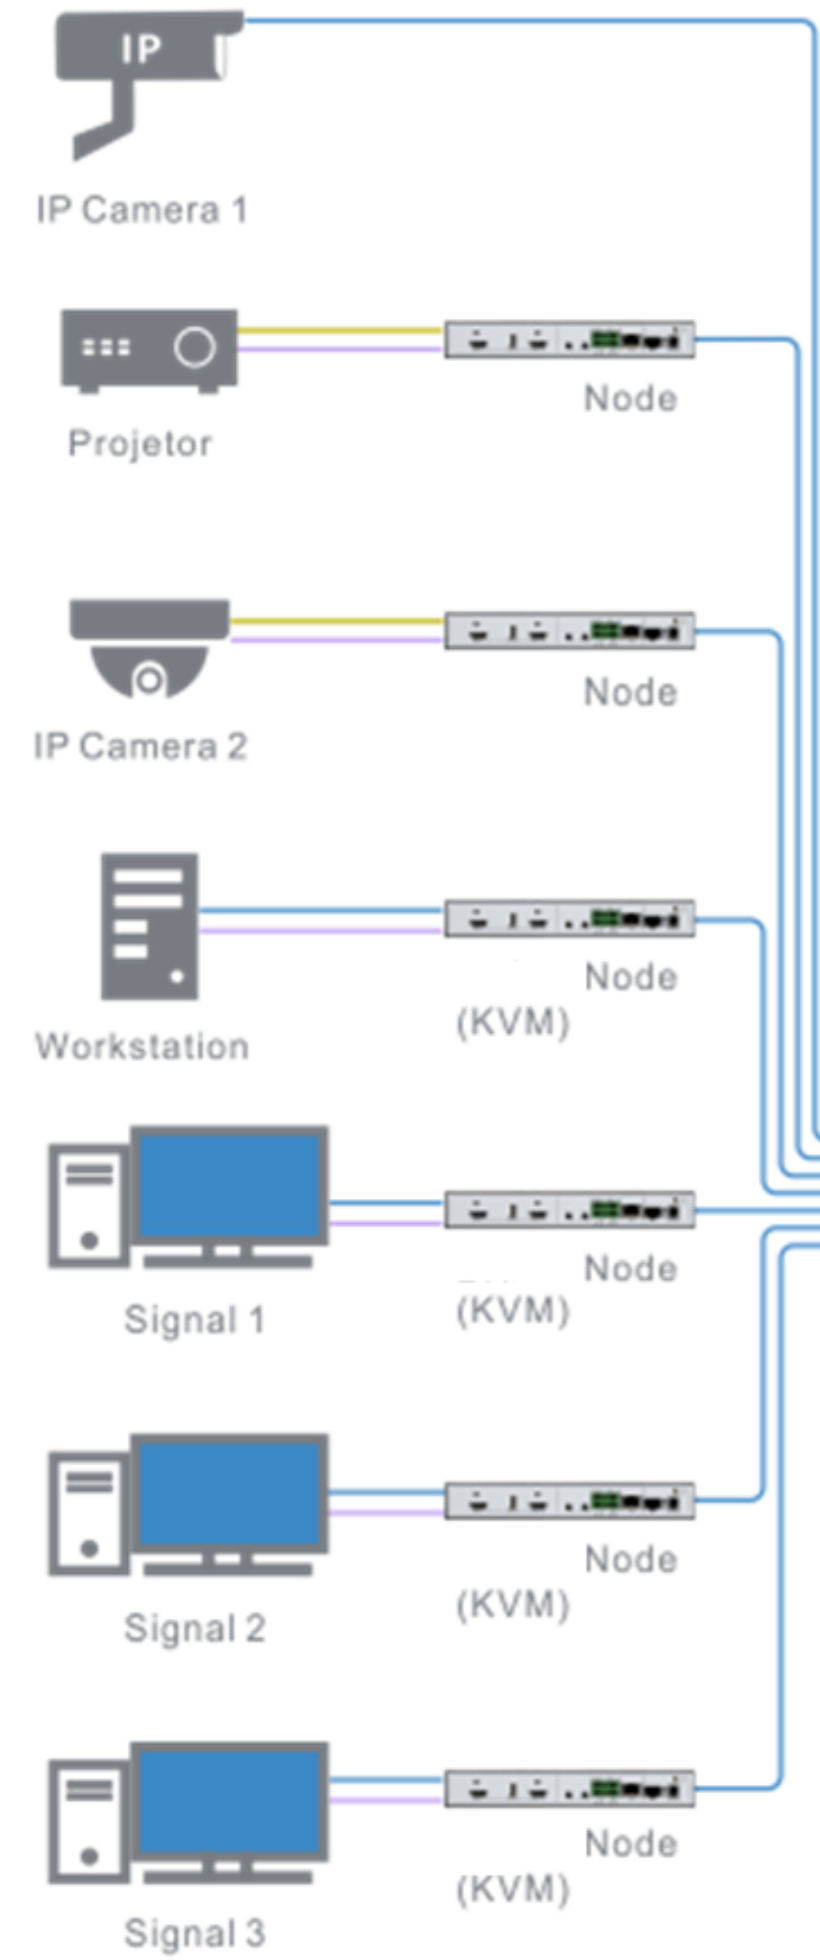 IP
IP Camera 1
Node
Projetor
Node
IP Camera 2
Node
(KVM)
Workstation
Node
(KVM)
Signal 1
Node
(KVM)
Signal 2
Node
(KVM)
Signal 3